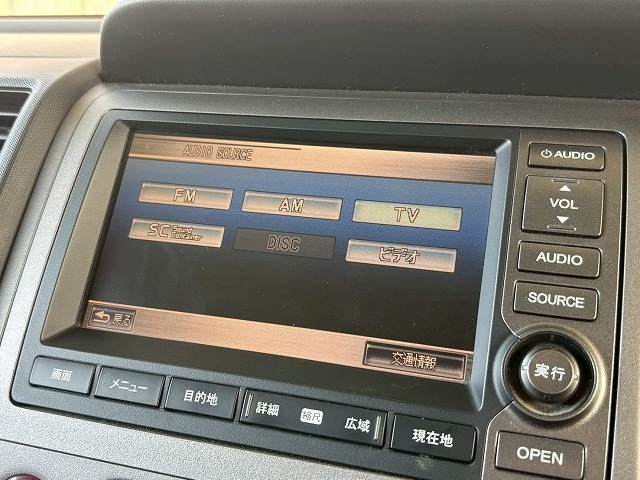 AUDIO SOURCE
FM AM TV
SC Sound Container DISC ビデオ
戻る
交通情報
AUDIO
VOL
AUDIO
SOURCE
実行
OPEN
画面 メニュー 目的地 詳細 縮尺 広域 現在地